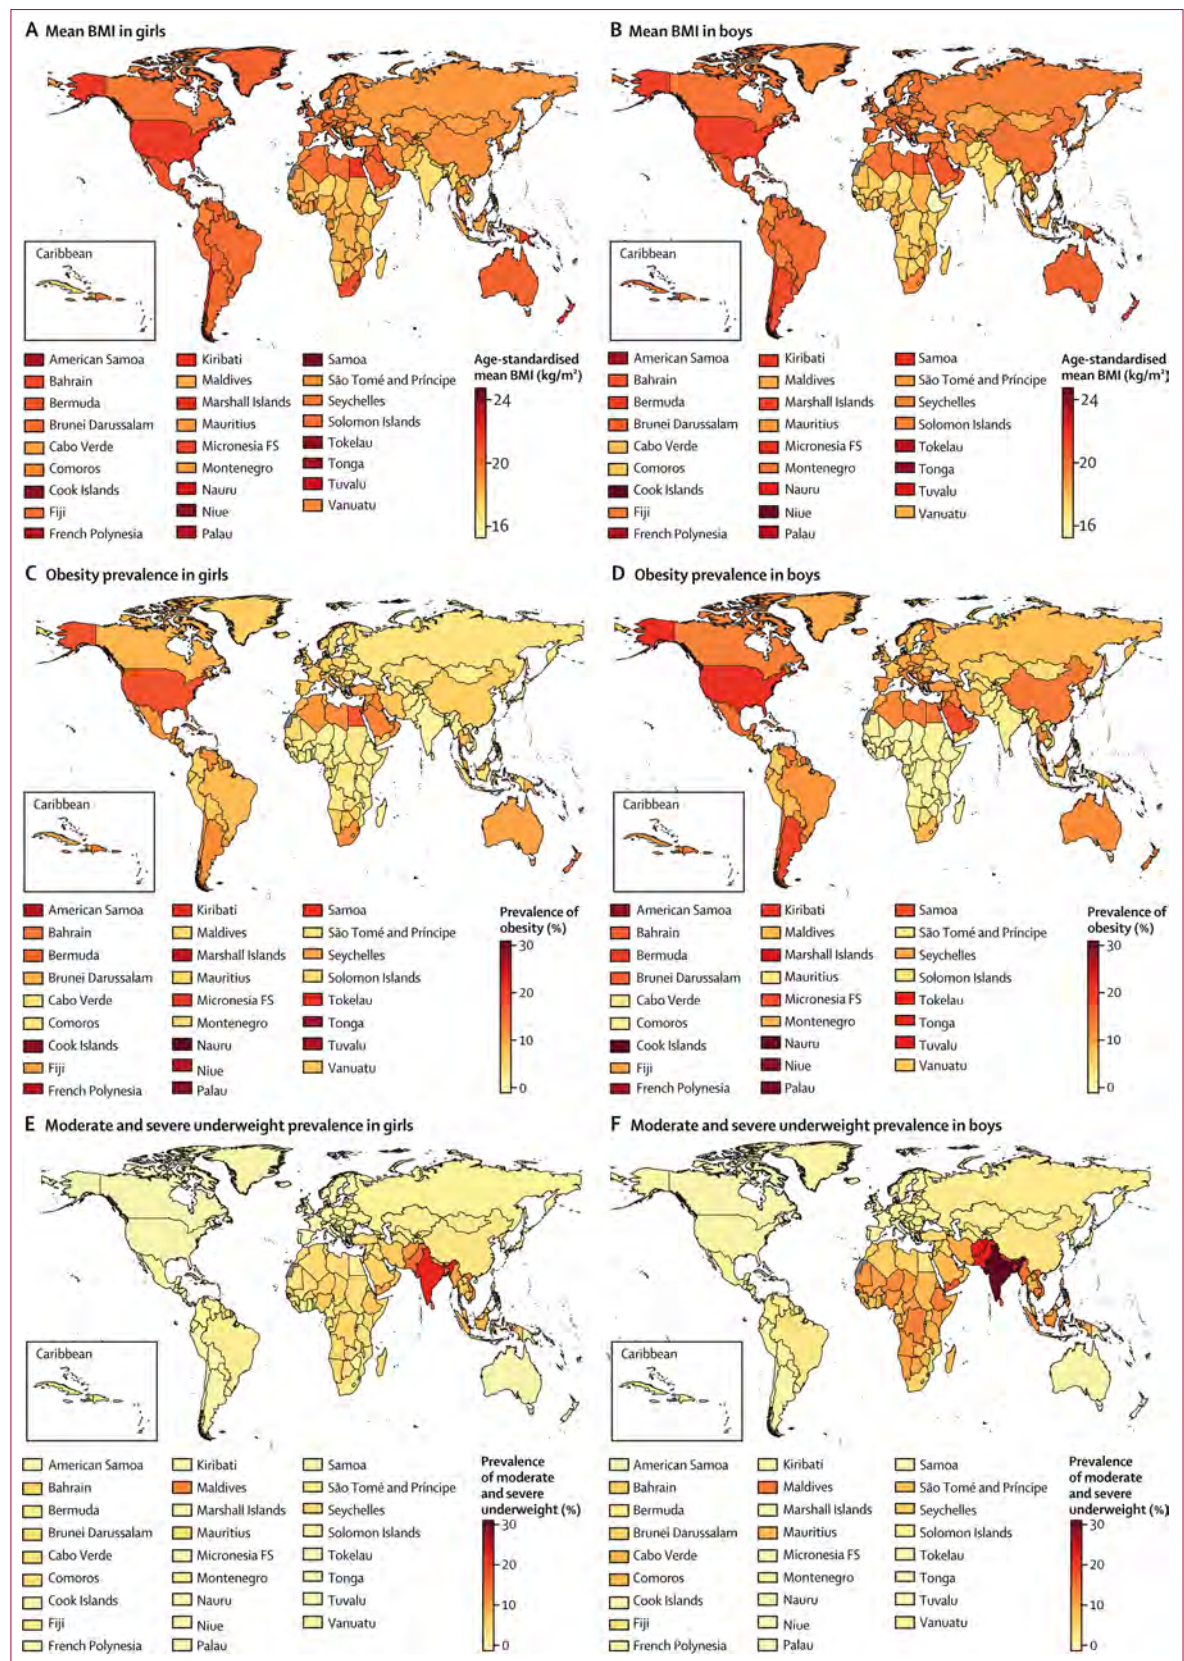 A Mean BMI in girls
Caribbean
American Samoa
Bahrain
Bermuda
Brunei Darussalam
Cabo Verde
Comoros
Cook Islands
Fiji
French Polynesia
Kiribati
Maldives
Marshall Islands
Mauritius
Micronesia FS
Montenegro
Nauru
Niue
Palau
Samoa
São Tomé and Príncipe
Seychelles
Solomon Islands
Tokelau
Tonga
Tuvalu
Vanuatu
Age-standardised
mean BMI (kg/m²)
24
20
16
B Mean BMI in boys
Caribbean
American Samoa
Bahrain
Bermuda
Brunei Darussalam
Cabo Verde
Comoros
Cook Islands
Fiji
French Polynesia
Kiribati
Maldives
Marshall Islands
Mauritius
Micronesia FS
Montenegro
Nauru
Niue
Palau
Samoa
São Tomé and Príncipe
Seychelles
Solomon Islands
Tokelau
Tonga
Tuvalu
Vanuatu
Age-standardised
mean BMI (kg/m²)
24
20
16
C Obesity prevalence in girls
Caribbean
American Samoa
Bahrain
Bermuda
Brunei Darussalam
Cabo Verde
Comoros
Cook Islands
Fiji
French Polynesia
Kiribati
Maldives
Marshall Islands
Mauritius
Micronesia FS
Montenegro
Nauru
Niue
Palau
Samoa
São Tomé and Príncipe
Seychelles
Solomon Islands
Tokelau
Tonga
Tuvalu
Vanuatu
Prevalence of
obesity (%)
30
20
10
0
D Obesity prevalence in boys
Caribbean
American Samoa
Bahrain
Bermuda
Brunei Darussalam
Cabo Verde
Comoros
Cook Islands
Fiji
French Polynesia
Kiribati
Maldives
Marshall Islands
Mauritius
Micronesia FS
Montenegro
Nauru
Niue
Palau
Samoa
São Tomé and Príncipe
Seychelles
Solomon Islands
Tokelau
Tonga
Tuvalu
Vanuatu
Prevalence of
obesity (%)
30
20
10
0
E Moderate and severe underweight prevalence in girls
Caribbean
American Samoa
Bahrain
Bermuda
Brunei Darussalam
Cabo Verde
Comoros
Cook Islands
Fiji
French Polynesia
Kiribati
Maldives
Marshall Islands
Mauritius
Micronesia FS
Montenegro
Nauru
Niue
Palau
Samoa
São Tomé and Príncipe
Seychelles
Solomon Islands
Tokelau
Tonga
Tuvalu
Vanuatu
Prevalence
of moderate
and severe
underweight (%)
30
20
10
0
F Moderate and severe underweight prevalence in boys
Caribbean
American Samoa
Bahrain
Bermuda
Brunei Darussalam
Cabo Verde
Comoros
Cook Islands
Fiji
French Polynesia
Kiribati
Maldives
Marshall Islands
Mauritius
Micronesia FS
Montenegro
Nauru
Niue
Palau
Samoa
São Tomé and Príncipe
Seychelles
Solomon Islands
Tokelau
Tonga
Tuvalu
Vanuatu
Prevalence
of moderate
and severe
underweight (%)
30
20
10
0